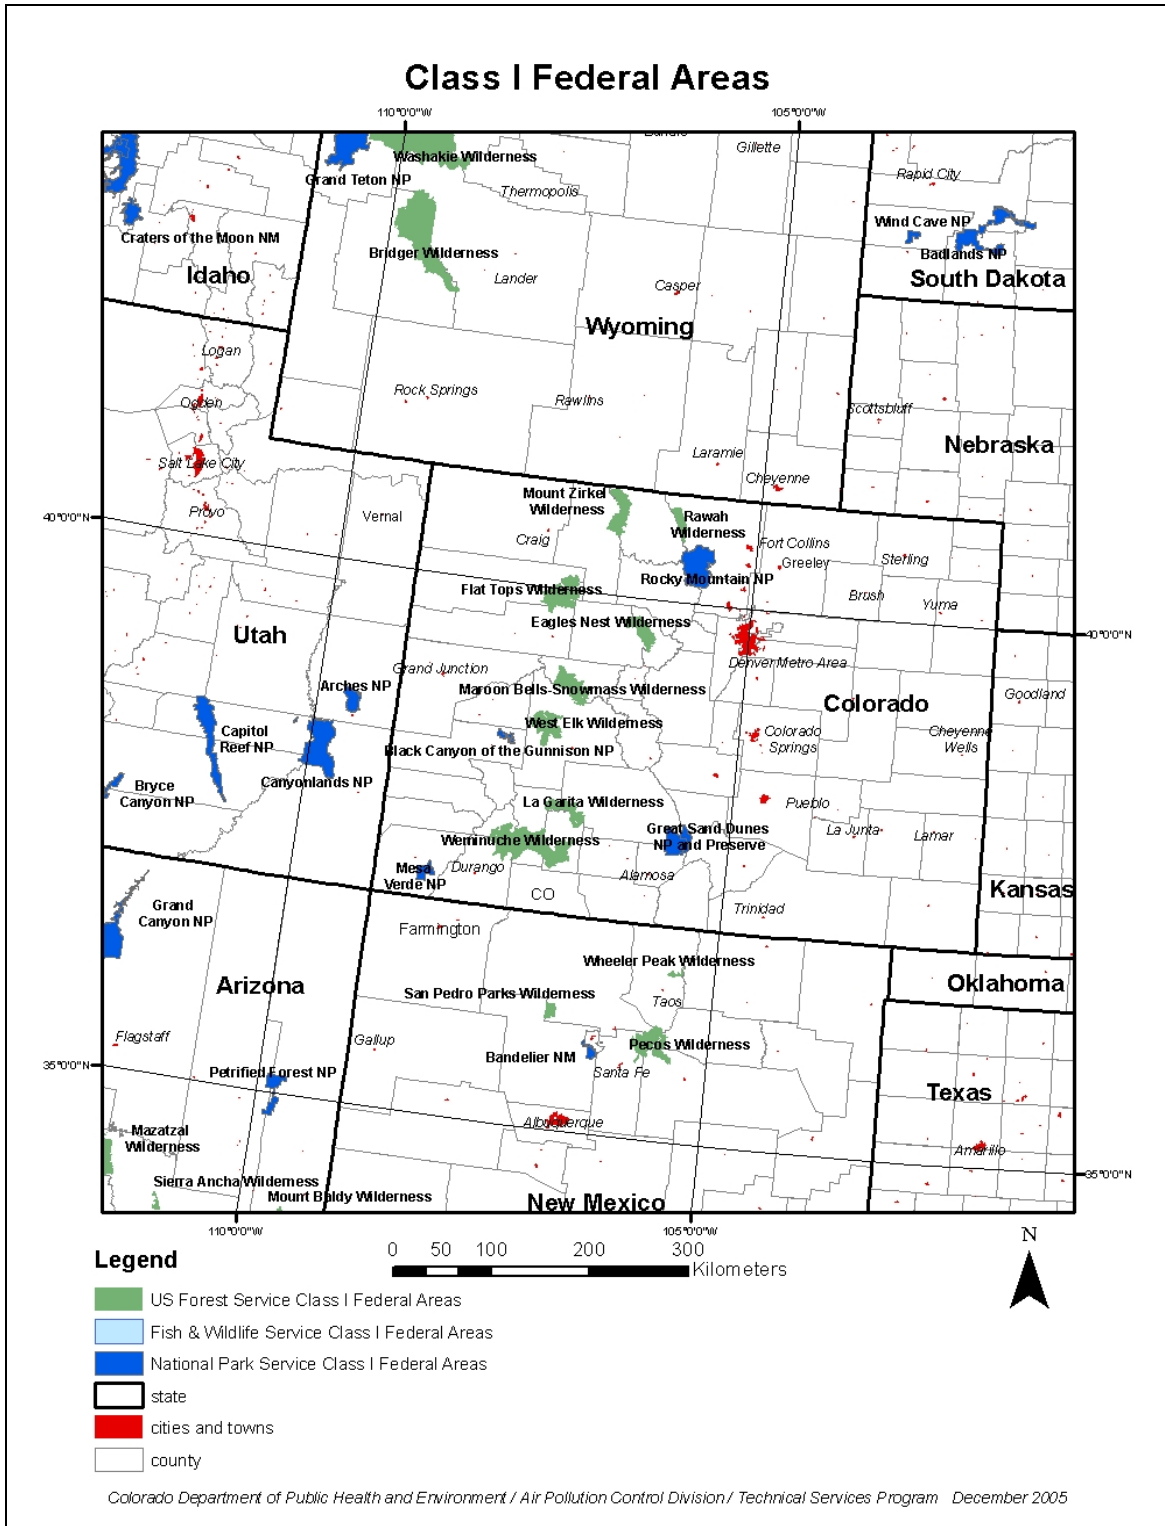 Class I Federal Areas
110°0'0"W
105°0'0"W
Gillette
Washakie Wilderness
Rapid City
Grand Teton NP
Thermopolis
Wind Cave NP
Craters of the Moon NM
Bridger Wilderness
Badlands NP
Idaho
Lander
South Dakota
Casper
Wyoming
Logan
Rock Springs
Rawlins
Ogden
Scottsbluff
Nebraska
Laramie
Salt Lake City
Cheyenne
Mount Zirkel
Wilderness
Provo
Vernal
40°0'0"N
Rawah
Wilderness
Craig
Fort Collins
Greeley
Sterling
Rocky Mountain NP
Flat Tops Wilderness
Brush
Yuma
Eagles Nest Wilderness
Utah
40°0'0"N
Denver Metro Area
Grand Junction
Arches NP
Maroon Bells-Snowmass Wilderness
Goodland
Colorado
West Elk Wilderness
Capitol
Reef NP
Colorado
Springs
Cheyenne
Wells
Black Canyon of the Gunnison NP
Canyonlands NP
Bryce
Canyon NP
La Garita Wilderness
Pueblo
Great Sand Dunes
NP and Preserve
La Junta
Lamar
Weminuche Wilderness
Mesa
Verde NP
Durango
Alamosa
Kansas
CO
Grand
Canyon NP
Trinidad
Farmington
Wheeler Peak Wilderness
Arizona
Oklahoma
San Pedro Parks Wilderness
Taos
Flagstaff
Gallup
Pecos Wilderness
Bandelier NM
35°0'0"N
Petrified Forest NP
Santa Fe
Texas
Albuquerque
Mazatzal
Wilderness
Amarillo
35°0'0"N
Sierra Ancha Wilderness
Mount Baldy Wilderness
New Mexico
110°0'0"W
105°0'0"W
N
Legend
0 50 100 200 300
Kilometers
US Forest Service Class I Federal Areas
Fish & Wildlife Service Class I Federal Areas
National Park Service Class I Federal Areas
state
cities and towns
county
Colorado Department of Public Health and Environment / Air Pollution Control Division / Technical Services Program December 2005